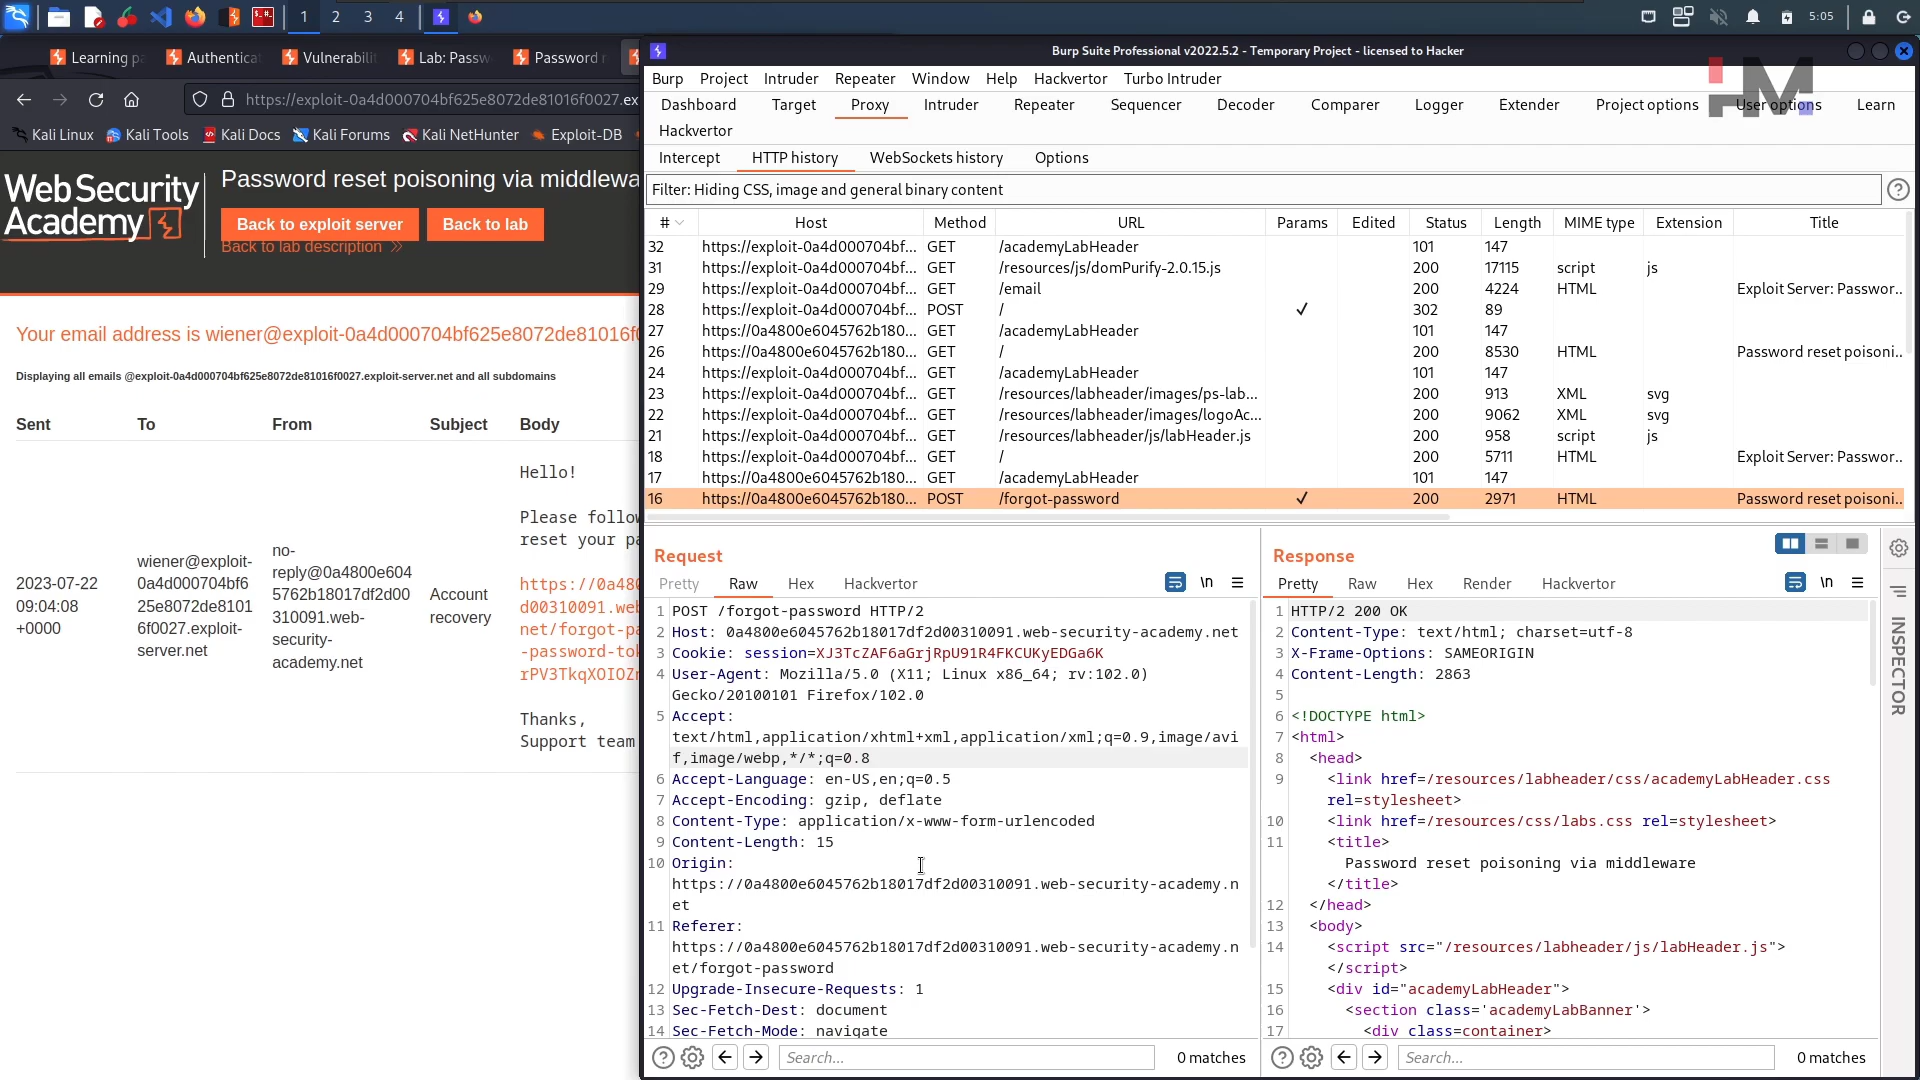 1 2 3 4 5:05
Learning pa Authentica Vulnerabili Lab: Passw Password r
https://exploit-0a4d000704bf625e8072de81016f0027.ex
Kali Linux Kali Tools Kali Docs Kali Forums Kali NetHunter Exploit-DB
WebSecurity
Academy
Password reset poisoning via middlewa
Back to exploit server Back to lab
Back to lab description >>
Your email address is wiener@exploit-0a4d000704bf625e8072de81016f0
Displaying all emails @exploit-0a4d000704bf625e8072de81016f0027.exploit-server.net and all subdomains
Sent To From Subject Body
2023-07-22
09:04:08
+0000
wiener@exploit-
0a4d000704bf6
25e8072de8101
6f0027.exploit-
server.net
no-
reply@0a4800e604
5762b18017df2d00
310091.web-
security-
academy.net
Account
recovery
Hello!
Please follow
reset your pa
https://0a480
d00310091.web
net/forgot-pa
-password-tok
rPV3TkqXOIOZr
Thanks,
Support team
Burp Suite Professional v2022.5.2 - Temporary Project - licensed to Hacker
HM
Burp Project Intruder Repeater Window Help Hackvertor Turbo Intruder
Dashboard Target Proxy Intruder Repeater Sequencer Decoder Comparer Logger Extender Project options User options Learn
Hackvertor
Intercept HTTP history WebSockets history Options
Filter: Hiding CSS, image and general binary content
# Host Method URL Params Edited Status Length MIME type Extension Title
32 https://exploit-0a4d000704bf... GET /academyLabHeader 101 147
31 https://exploit-0a4d000704bf... GET /resources/js/domPurify-2.0.15.js 200 17115 script js
29 https://exploit-0a4d000704bf... GET /email 200 4224 HTML Exploit Server: Passwor..
28 https://exploit-0a4d000704bf... POST / ✓ 302 89
27 https://0a4800e6045762b180... GET /academyLabHeader 101 147
26 https://0a4800e6045762b180... GET / 200 8530 HTML Password reset poisoni..
24 https://exploit-0a4d000704bf... GET /academyLabHeader 101 147
23 https://exploit-0a4d000704bf... GET /resources/labheader/images/ps-lab... 200 913 XML svg
22 https://exploit-0a4d000704bf... GET /resources/labheader/images/logoAc... 200 9062 XML svg
21 https://exploit-0a4d000704bf... GET /resources/labheader/js/labHeader.js 200 958 script js
18 https://exploit-0a4d000704bf... GET / 200 5711 HTML Exploit Server: Passwor..
17 https://0a4800e6045762b180... GET /academyLabHeader 101 147
16 https://0a4800e6045762b180... POST /forgot-password ✓ 200 2971 HTML Password reset poisoni..
Request
Pretty Raw Hex Hackvertor \n
1 POST /forgot-password HTTP/2
2 Host: 0a4800e6045762b18017df2d00310091.web-security-academy.net
3 Cookie: session=XJ3TcZAF6aGrjRpU91R4FKCUKyEDGa6K
4 User-Agent: Mozilla/5.0 (X11; Linux x86_64; rv:102.0)
Gecko/20100101 Firefox/102.0
5 Accept:
text/html,application/xhtml+xml,application/xml;q=0.9,image/avi
f,image/webp,*/*;q=0.8
6 Accept-Language: en-US,en;q=0.5
7 Accept-Encoding: gzip, deflate
8 Content-Type: application/x-www-form-urlencoded
9 Content-Length: 15
10 Origin:
https://0a4800e6045762b18017df2d00310091.web-security-academy.n
et
11 Referer:
https://0a4800e6045762b18017df2d00310091.web-security-academy.n
et/forgot-password
12 Upgrade-Insecure-Requests: 1
13 Sec-Fetch-Dest: document
14 Sec-Fetch-Mode: navigate
Search... 0 matches
Response
Pretty Raw Hex Render Hackvertor \n
1 HTTP/2 200 OK
2 Content-Type: text/html; charset=utf-8
3 X-Frame-Options: SAMEORIGIN
4 Content-Length: 2863
5
6 <!DOCTYPE html>
7 <html>
8 <head>
9 <link href=/resources/labheader/css/academyLabHeader.css
rel=stylesheet>
10 <link href=/resources/css/labs.css rel=stylesheet>
11 <title>
Password reset poisoning via middleware
</title>
12 </head>
13 <body>
14 <script src="/resources/labheader/js/labHeader.js">
</script>
15 <div id="academyLabHeader">
16 <section class='academyLabBanner'>
17 <div class=container>
Search... 0 matches
INSPECTOR